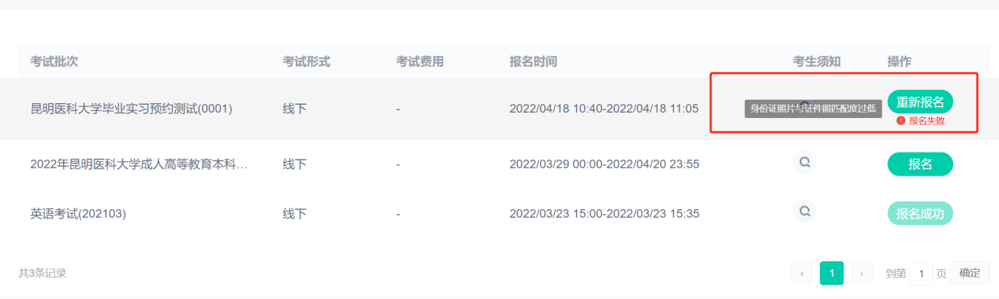 考试批次 考试形式 考试费用 报名时间 考生须知 操作
昆明医科大学毕业实习预约测试(0001) 线下 - 2022/04/18 10:40-2022/04/18 11:05 身份证照片与证件照匹配度过低 重新报名
报名失败
2022年昆明医科大学成人高等教育本科... 线下 - 2022/03/29 00:00-2022/04/20 23:55 报名
英语考试(202103) 线下 - 2022/03/23 15:00-2022/03/23 15:35 报名成功
共3条记录 ‹ 1 › 到第 1 页 确定